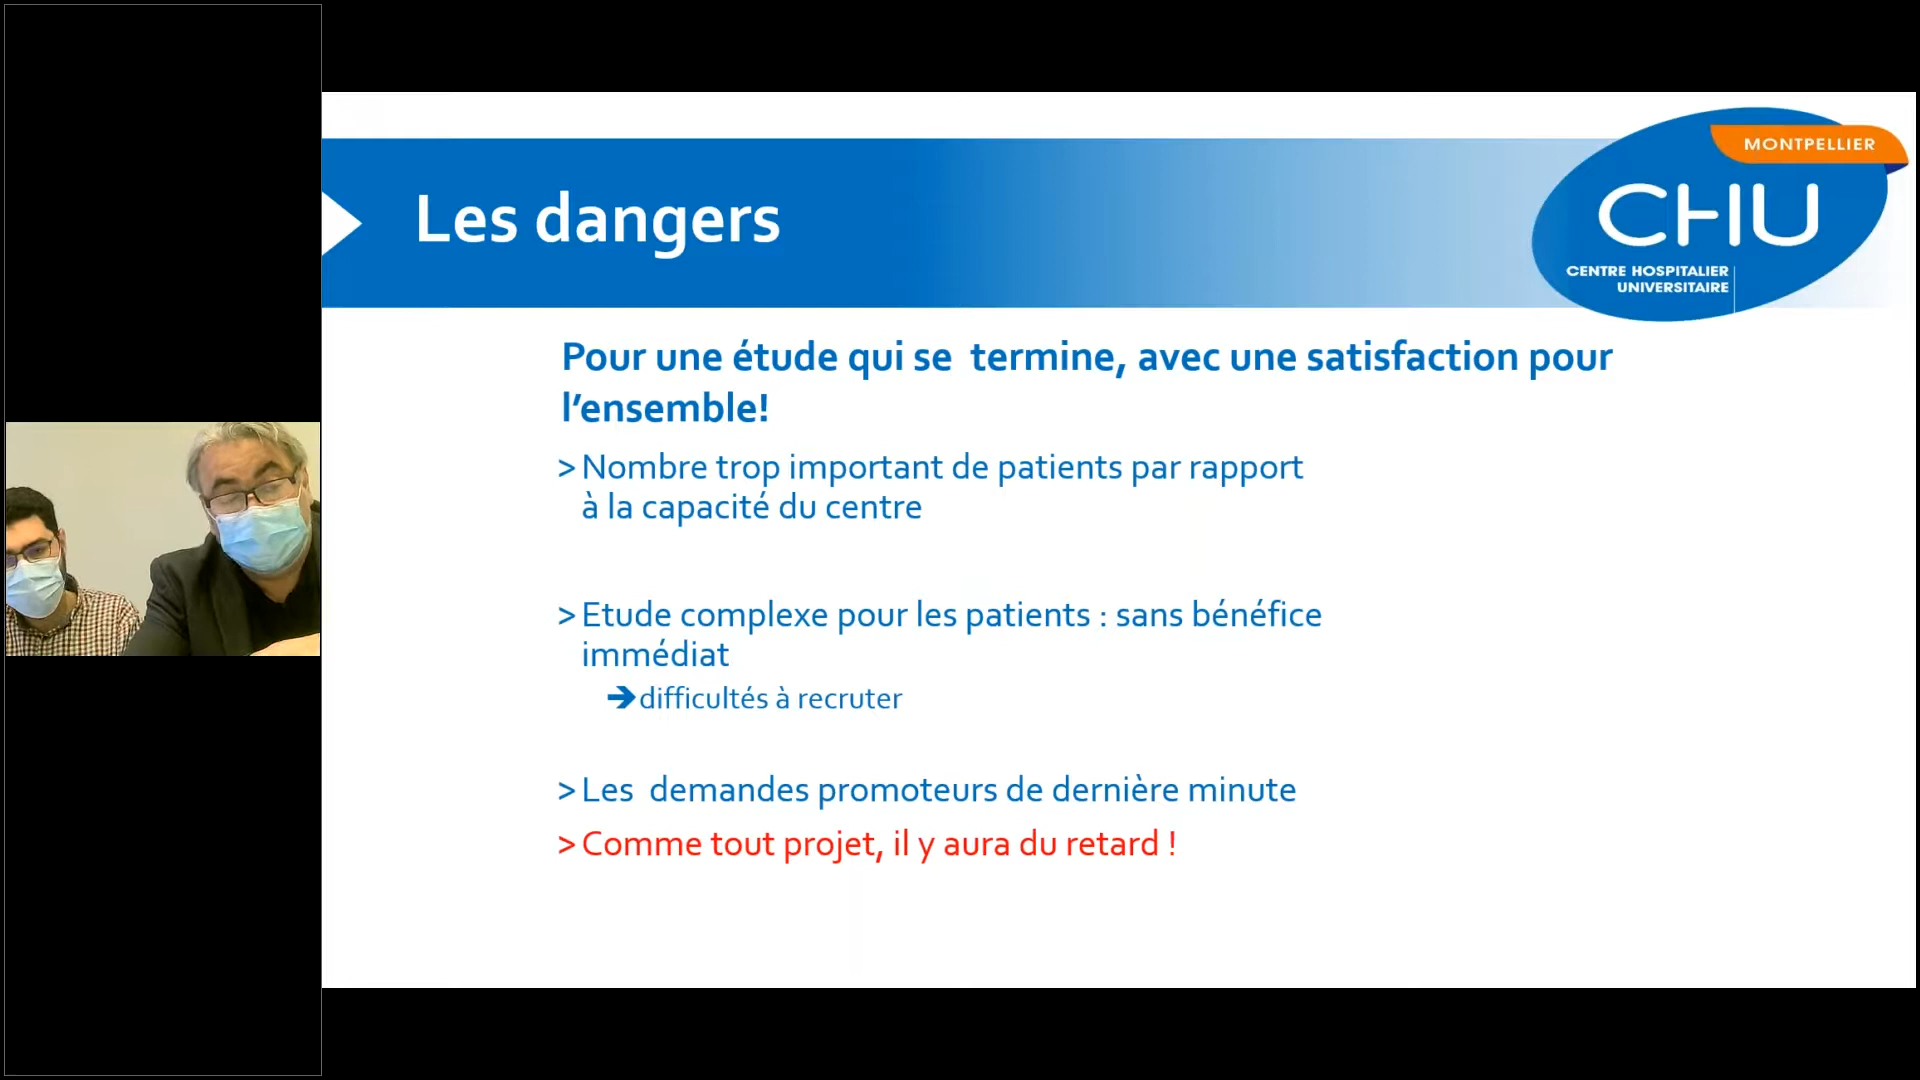 MONTPELLIER
CHU
CENTRE HOSPITALIER
UNIVERSITAIRE
Les dangers
Pour une étude qui se  termine, avec une satisfaction pour
l’ensemble!
> Nombre trop important de patients par rapport
à la capacité du centre
> Etude complexe pour les patients : sans bénéfice
immédiat
➔ difficultés à recruter
> Les  demandes promoteurs de dernière minute
> Comme tout projet, il y aura du retard !